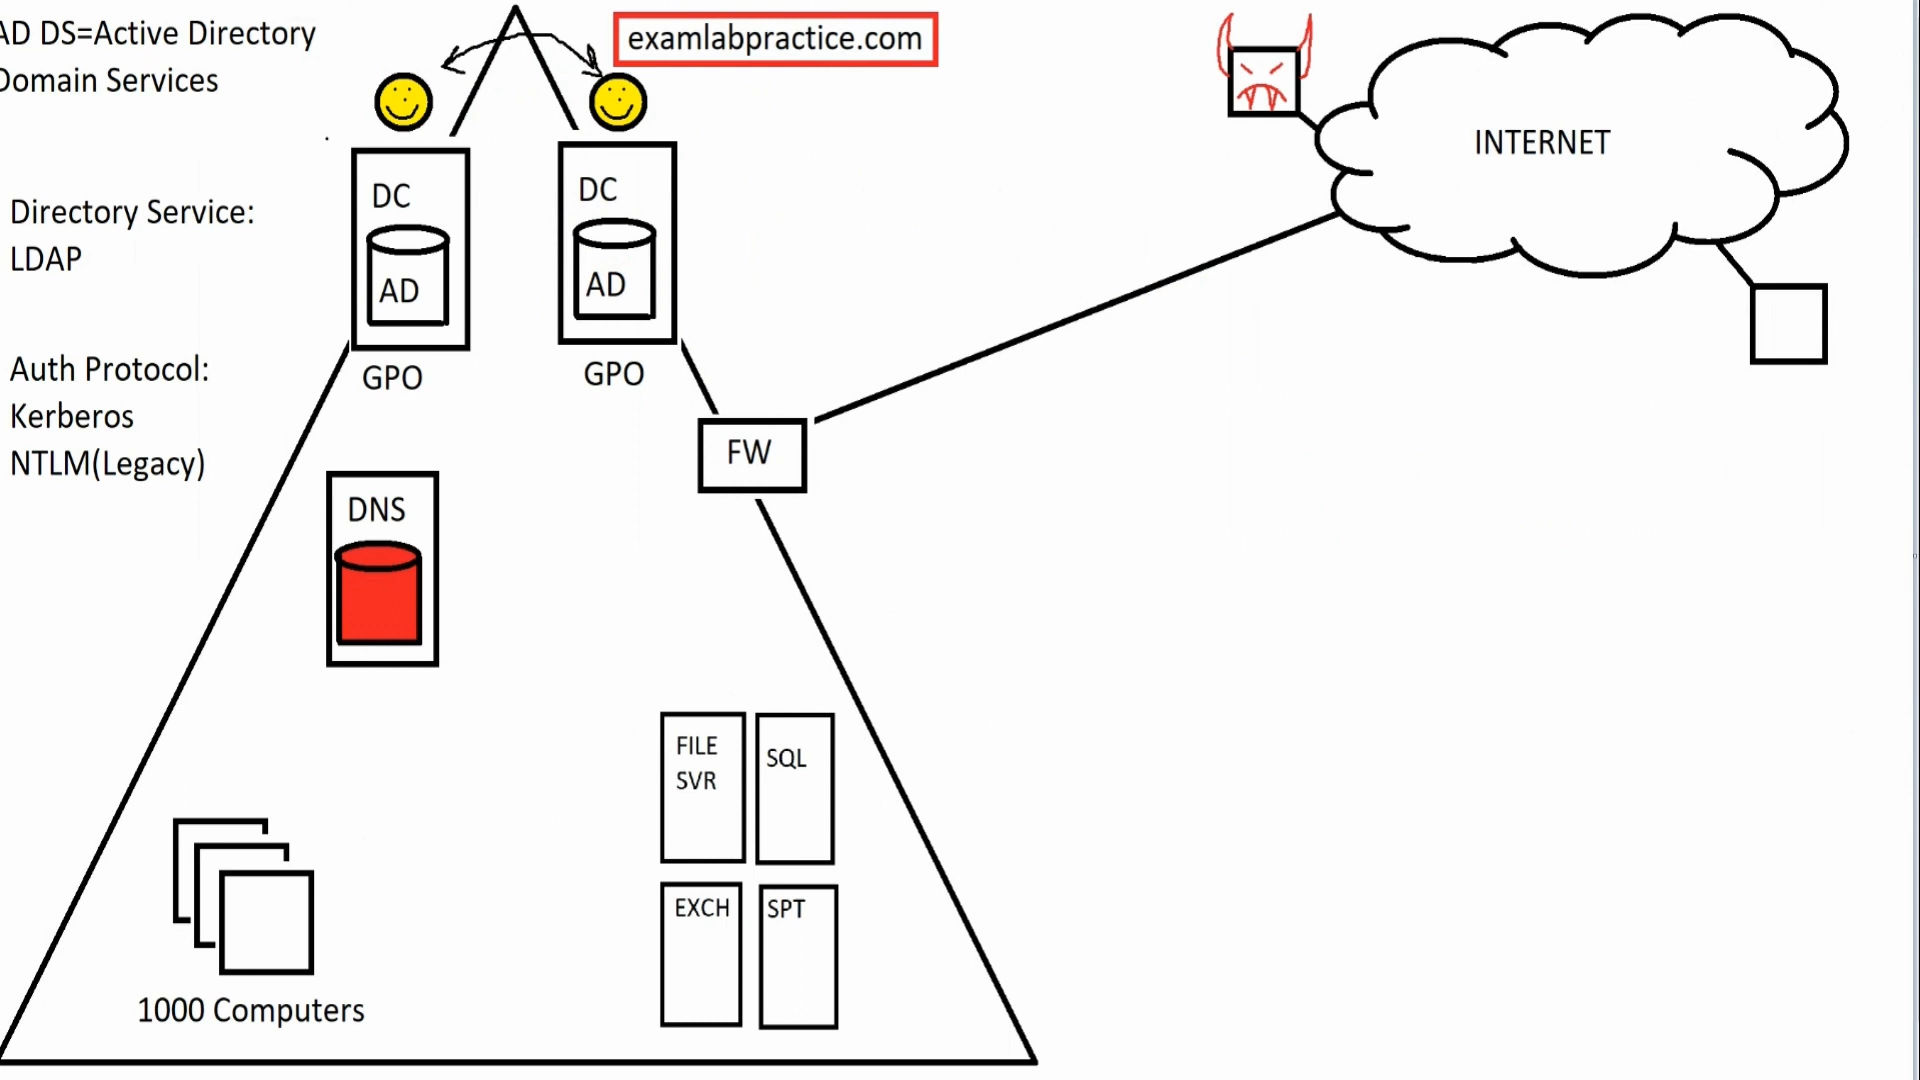 AD DS=Active Directory
Domain Services
examlabpractice.com
INTERNET
DC
AD
GPO
DC
AD
GPO
Directory Service:
LDAP
Auth Protocol:
Kerberos
NTLM(Legacy)
FW
DNS
FILE
SVR
SQL
EXCH
SPT
1000 Computers